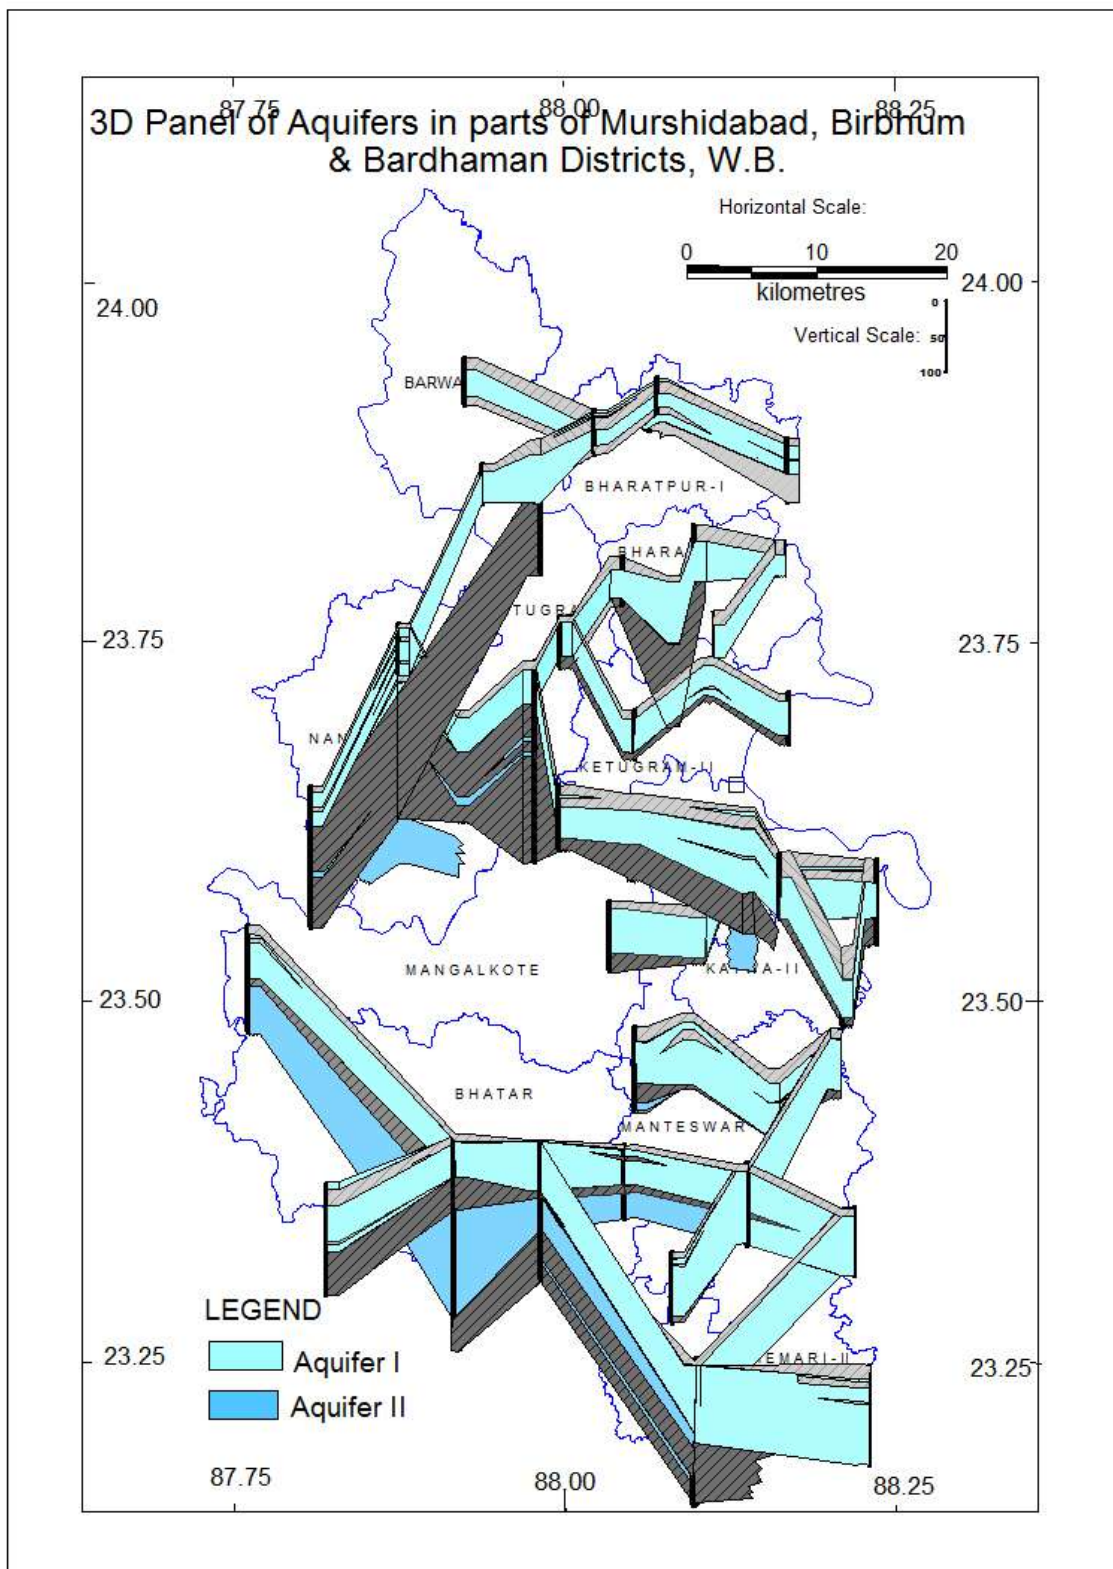 87.75 88.00 88.25
3D Panel of Aquifers in parts of Murshidabad, Birbhum
& Bardhaman Districts, W.B.
Horizontal Scale:
0 10 20
kilometres
24.00 24.00
0
Vertical Scale: 50
100
BARWA
BHARATPUR-I
BHARA
TUGRA
23.75 23.75
NAN
KETUGRAM-II
MANGALKOTE
KATWA-II
23.50 23.50
BHATAR
MANTESWAR
LEGEND
Aquifer I
Aquifer II
EMARI-II
23.25 23.25
87.75 88.00 88.25